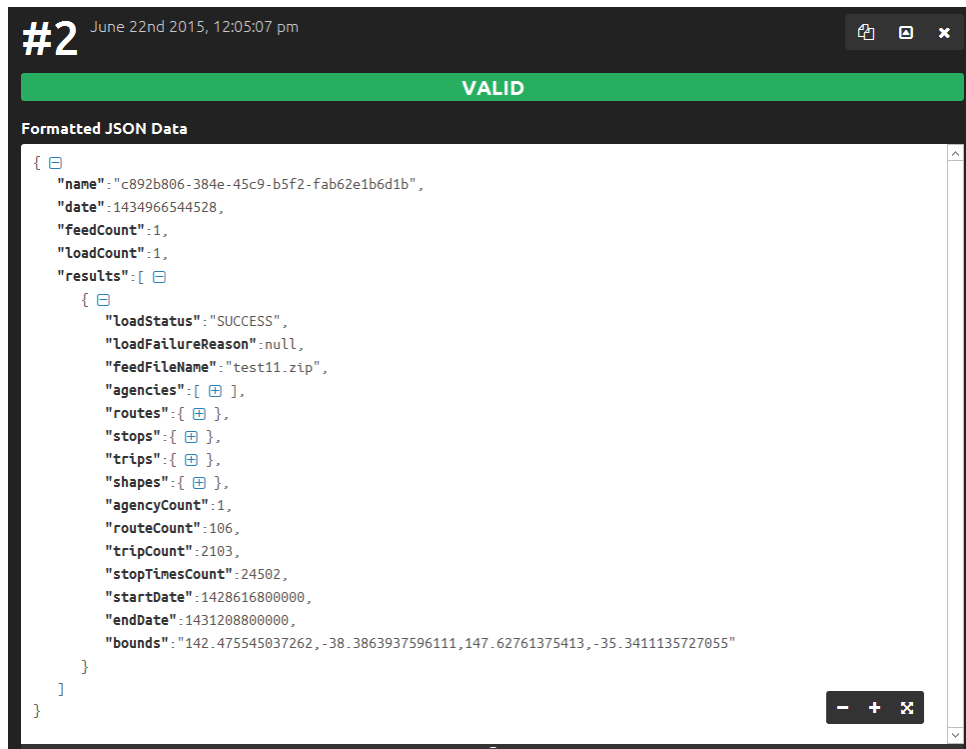 #2 June 22nd 2015, 12:05:07 pm
VALID
Formatted JSON Data
{
"name":"c892b806-384e-45c9-b5f2-fab62e1b6d1b",
"date":1434966544528,
"feedCount":1,
"loadCount":1,
"results":[
{
"loadStatus":"SUCCESS",
"loadFailureReason":null,
"feedFileName":"test11.zip",
"agencies":[ ],
"routes":{ },
"stops":{ },
"trips":{ },
"shapes":{ },
"agencyCount":1,
"routeCount":106,
"tripCount":2103,
"stopTimesCount":24502,
"startDate":1428616800000,
"endDate":1431208800000,
"bounds":"142.475545037262,-38.3863937596111,147.62761375413,-35.3411135727055"
}
]
}